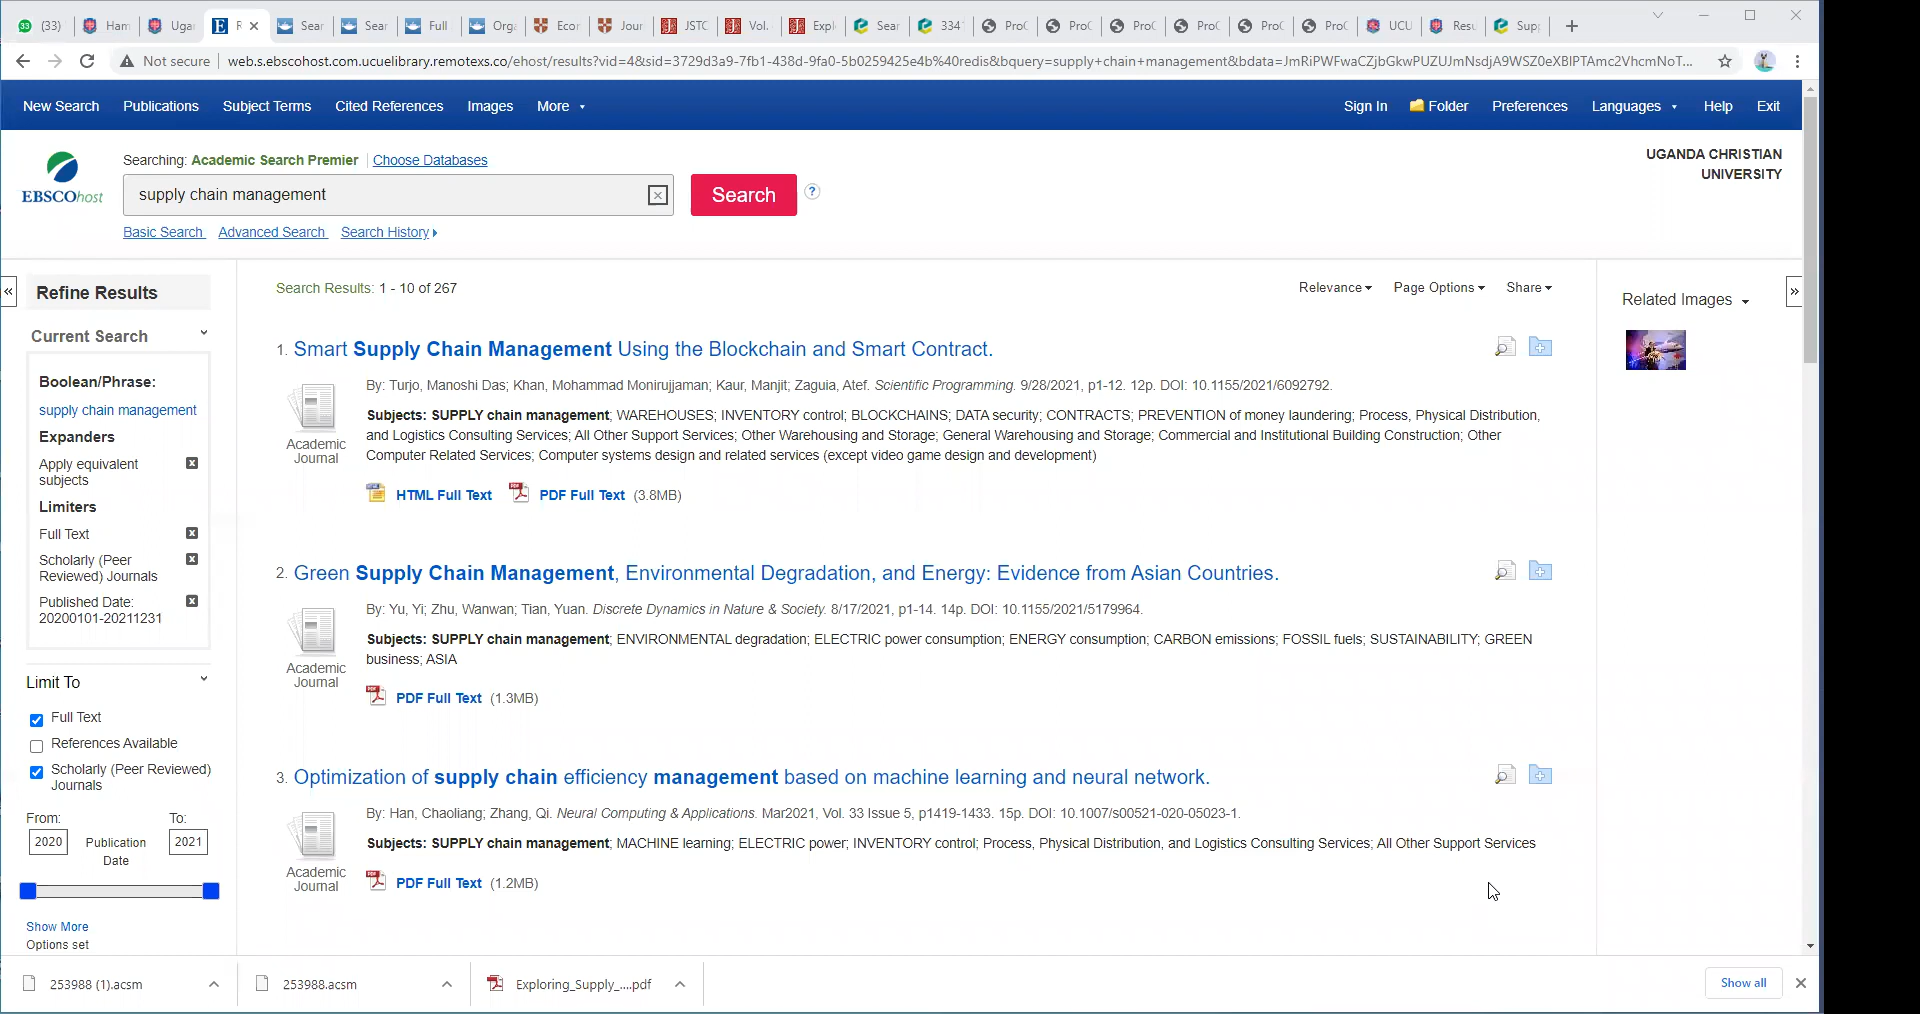 (33) Ham Ugan R Sear Sear Full Orga Econ Jour JSTO Vol. Expl Sear 334 ProQ ProQ ProQ ProQ ProQ ProQ UCU Resu Supp
Not secure web.s.ebscohost.com.ucuelibrary.remotexs.co/ehost/results?vid=4&sid=3729d3a9-7fb1-438d-9fa0-5b0259425e4b%40redis&bquery=supply+chain+management&bdata=JmRiPWFwaCZjbGkwPUZUJmNsdjA9WSZ0eXBlPTAmc2VhcmNoT...
New Search Publications Subject Terms Cited References Images More Sign In Folder Preferences Languages Help Exit
Searching: Academic Search Premier Choose Databases
UGANDA CHRISTIAN
UNIVERSITY
EBSCOhost
supply chain management Search ?
Basic Search Advanced Search Search History
Refine Results
Current Search
Boolean/Phrase:
supply chain management
Expanders
Apply equivalent
subjects
Limiters
Full Text
Scholarly (Peer
Reviewed) Journals
Published Date:
20200101-20211231
Limit To
Full Text
References Available
Scholarly (Peer Reviewed)
Journals
From: To:
2020 Publication 2021
Date
Show More
Options set
Search Results: 1 - 10 of 267 Relevance Page Options Share
1. Smart Supply Chain Management Using the Blockchain and Smart Contract.
By: Turjo, Manoshi Das; Khan, Mohammad Monirujjaman; Kaur, Manjit; Zaguia, Atef. Scientific Programming. 9/28/2021, p1-12. 12p. DOI: 10.1155/2021/6092792.
Subjects: SUPPLY chain management; WAREHOUSES; INVENTORY control; BLOCKCHAINS; DATA security; CONTRACTS; PREVENTION of money laundering; Process, Physical Distribution,
and Logistics Consulting Services; All Other Support Services; Other Warehousing and Storage; General Warehousing and Storage; Commercial and Institutional Building Construction; Other
Computer Related Services; Computer systems design and related services (except video game design and development)
Academic
Journal
HTML Full Text PDF Full Text (3.8MB)
2. Green Supply Chain Management, Environmental Degradation, and Energy: Evidence from Asian Countries.
By: Yu, Yi; Zhu, Wanwan; Tian, Yuan. Discrete Dynamics in Nature & Society. 8/17/2021, p1-14. 14p. DOI: 10.1155/2021/5179964.
Subjects: SUPPLY chain management; ENVIRONMENTAL degradation; ELECTRIC power consumption; ENERGY consumption; CARBON emissions; FOSSIL fuels; SUSTAINABILITY; GREEN
business; ASIA
Academic
Journal
PDF Full Text (1.3MB)
3. Optimization of supply chain efficiency management based on machine learning and neural network.
By: Han, Chaoliang; Zhang, Qi. Neural Computing & Applications. Mar2021, Vol. 33 Issue 5, p1419-1433. 15p. DOI: 10.1007/s00521-020-05023-1.
Subjects: SUPPLY chain management; MACHINE learning; ELECTRIC power; INVENTORY control; Process, Physical Distribution, and Logistics Consulting Services; All Other Support Services
Academic
Journal
PDF Full Text (1.2MB)
Related Images
253988 (1).acsm 253988.acsm Exploring_Supply_....pdf Show all